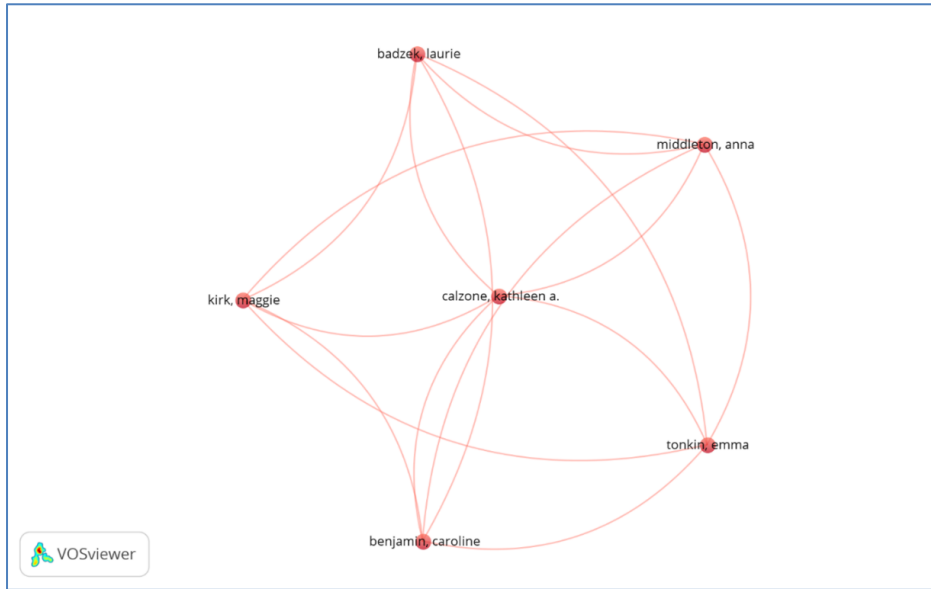 badzek, laurie
middleton, anna
kirk, maggie
calzone, kathleen a.
tonkin, emma
benjamin, caroline
VOSviewer